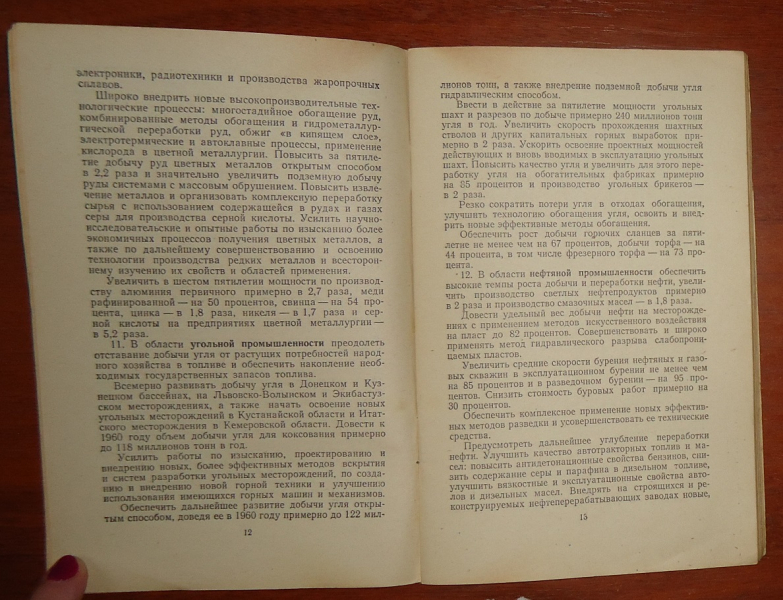 электроники, радиотехники и производства жаропрочных
сплавов.
Широко внедрить новые высокопроизводительные тех-
нологические процессы: многостадийное обогащение руд,
комбинированные методы обогащения и гидрометаллур-
гической переработки руд, обжиг «в кипящем слое»,
электротермические и автоклавные процессы, применение
кислорода в цветной металлургии. Повысить за пятиле-
тие добычу руд цветных металлов открытым способом
в 2,2 раза и значительно увеличить подземную добычу
руды системами с массовым обрушением. Повысить извле-
чение металлов и организовать комплексную переработку
сырья с использованием содержащейся в рудах и газах
серы для производства серной кислоты. Усилить научно-
исследовательские и опытные работы по изысканию более
экономичных процессов получения цветных металлов, а
также по дальнейшему совершенствованию и освоению
технологии производства редких металлов и всесторон-
нему изучению их свойств и областей применения.
Увеличить в шестом пятилетии мощности по производ-
ству алюминия первичного примерно в 2,7 раза, меди
рафинированной — на 50 процентов, свинца — на 54 про-
цента, цинка — в 1,8 раза, никеля — в 1,7 раза и сер-
ной кислоты на предприятиях цветной металлургии —
в 5,2 раза.
11. В области угольной промышленности преодолеть
отставание добычи угля от растущих потребностей народ-
ного хозяйства в топливе и обеспечить накопление необ-
ходимых государственных запасов топлива.
Всемерно развивать добычу угля в Донецком и Куз-
нецком бассейнах, на Львовско-Волынском и Экибастуз-
ском месторождениях, а также начать освоение новых
угольных месторождений в Кустанайской области и Итат-
ского месторождения в Кемеровской области. Довести к
1960 году объем добычи угля для коксования примерно
до 118 миллионов тонн в год.
Усилить работы по изысканию, проектированию и
внедрению новых, более эффективных методов вскрытия
и систем разработки угольных месторождений, по созда-
нию и внедрению новой горной техники и улучшению
использования имеющихся горных машин и механизмов.
Обеспечить дальнейшее развитие добычи угля откры-
тым способом, доведя ее в 1960 году примерно до 122 мил-
12
лионов тонн, а также внедрение подземной добычи угля
гидравлическим способом.
Ввести в действие за пятилетие мощности угольных
шахт и разрезов по добыче примерно 240 миллионов тонн
угля в год. Увеличить скорость прохождения шахтных
стволов и других капитальных горных выработок пример-
но в 2 раза. Ускорить освоение проектных мощностей
действующих и вновь вводимых в эксплуатацию угольных
шахт. Повысить качество угля и увеличить для этого пере-
работку угля на обогатительных фабриках примерно
на 85 процентов и производство угольных брикетов —
в 2 раза.
Резко сократить потери угля в отходах обогащения,
улучшить технологию обогащения угля, освоить и внед-
рить новые эффективные методы обогащения.
Обеспечить рост добычи горючих сланцев за пяти-
летие не менее чем на 67 процентов, добычи торфа — на
44 процента, в том числе фрезерного торфа — на 73 про-
цента.
12. В области нефтяной промышленности обеспечить
высокие темпы роста добычи и переработки нефти, увели-
чить производство светлых нефтепродуктов примерно
в 2 раза и производство смазочных масел — в 1,8 раза.
Довести удельный вес добычи нефти на месторожде-
ниях с применением методов искусственного воздействия
на пласт до 82 процентов. Совершенствовать и широко
применять метод гидравлического разрыва слабопрони-
цаемых пластов.
Увеличить средние скорости бурения нефтяных и газо-
вых скважин в эксплуатационном бурении не менее чем
на 85 процентов и в разведочном бурении — на 95 про-
центов. Снизить стоимость буровых работ примерно на
30 процентов.
Обеспечить комплексное применение новых эффектив-
ных методов разведки и усовершенствовать ее технические
средства.
Предусмотреть дальнейшее углубление переработки
нефти. Улучшить качество автотракторных топлив и ма-
сел: повысить антидетонационные свойства бензинов, сни-
зить содержание серы и парафина в дизельном топливе,
улучшить вязкостные и эксплуатационные свойства авто-
лов и дизельных масел. Внедрять на строящихся и ре-
конструируемых нефтеперерабатывающих заводах новые,
15